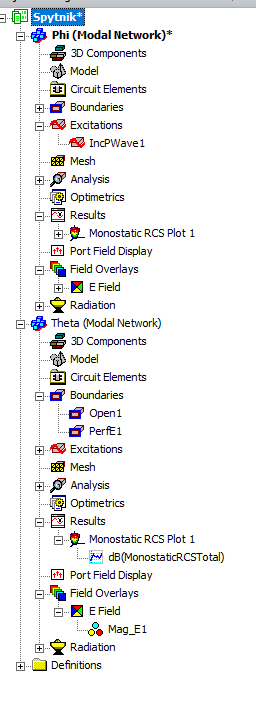 Spytnik*
Phi (Modal Network)*
3D Components
Model
Circuit Elements
Boundaries
Excitations
IncPWave1
Mesh
Analysis
Optimetrics
Results
Monostatic RCS Plot 1
Port Field Display
Field Overlays
E Field
Radiation
Theta (Modal Network)
3D Components
Model
Circuit Elements
Boundaries
Open1
PerfE1
Excitations
Mesh
Analysis
Optimetrics
Results
Monostatic RCS Plot 1
dB(MonostaticRCSTotal)
Port Field Display
Field Overlays
E Field
Mag_E1
Radiation
Definitions